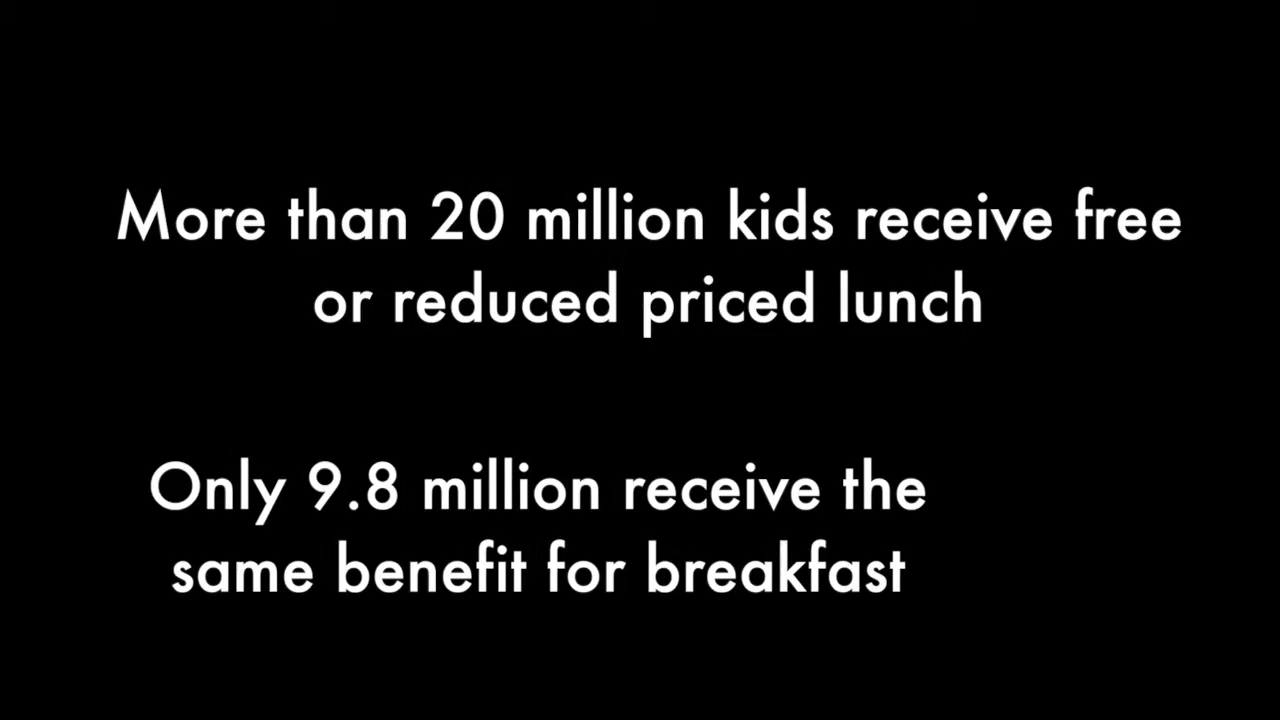 More than 20 million kids receive free
or reduced priced lunch
Only 9.8 million receive the
same benefit for breakfast